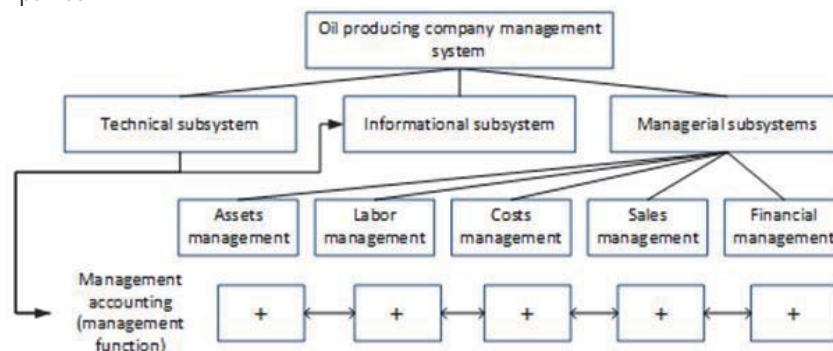 Oil producing company management
system
Technical subsystem
Informational subsystem
Managerial subsystems
Assets
management
Labor
management
Costs
management
Sales
management
Financial
management
Management
accounting
(management
function)
+
+
+
+
+